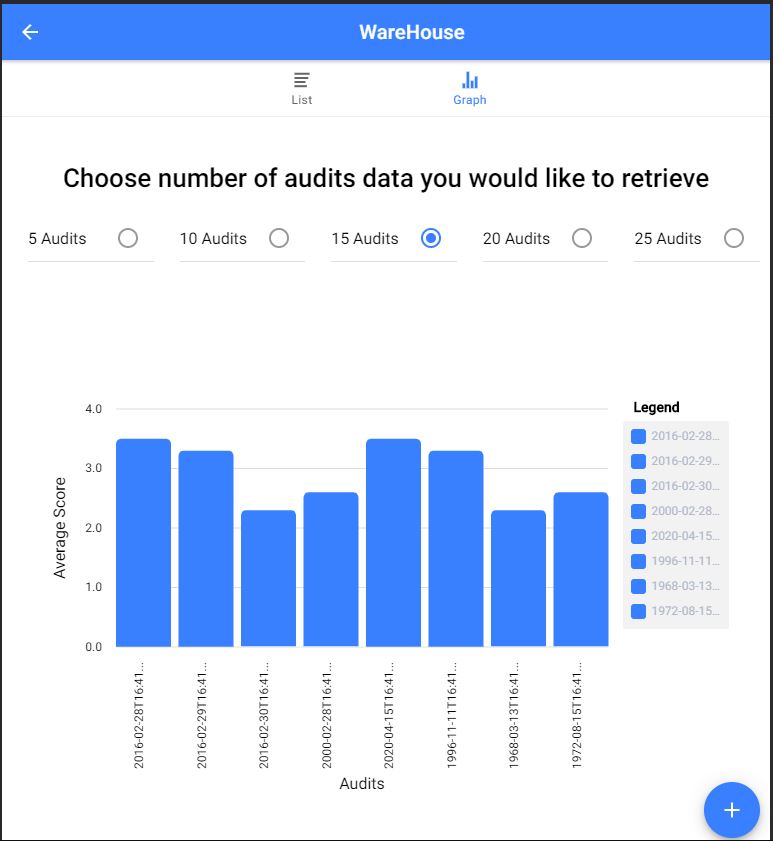 WareHouse
List
Graph
Choose number of audits data you would like to retrieve
5 Audits
10 Audits
15 Audits
20 Audits
25 Audits
4.0
3.0
2.0
1.0
0.0
Average Score
2016-02-28T16:41...
2016-02-29T16:41...
2016-02-30T16:41...
2000-02-28T16:41...
2020-04-15T16:41...
1996-11-11T16:41...
1968-03-13T16:41...
1972-08-15T16:41...
Audits
Legend
2016-02-28...
2016-02-29...
2016-02-30...
2000-02-28...
2020-04-15...
1996-11-11...
1968-03-13...
1972-08-15...